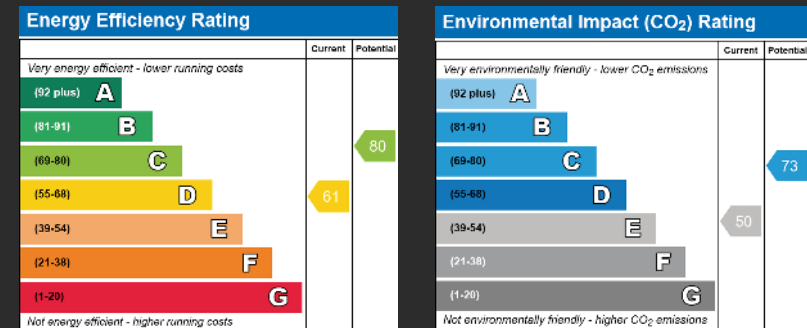 Energy Efficiency Rating
Current Potential
Very energy efficient - lower running costs
(92 plus) A
(81-91) B
(69-80) C
80
(55-68) D
61
(39-54) E
(21-38) F
(1-20) G
Not energy efficient - higher running costs
Environmental Impact (CO₂) Rating
Current Potential
Very environmentally friendly - lower CO₂ emissions
(92 plus) A
(81-91) B
(69-80) C
73
(55-68) D
(39-54) E
50
(21-38) F
(1-20) G
Not environmentally friendly - higher CO₂ emissions